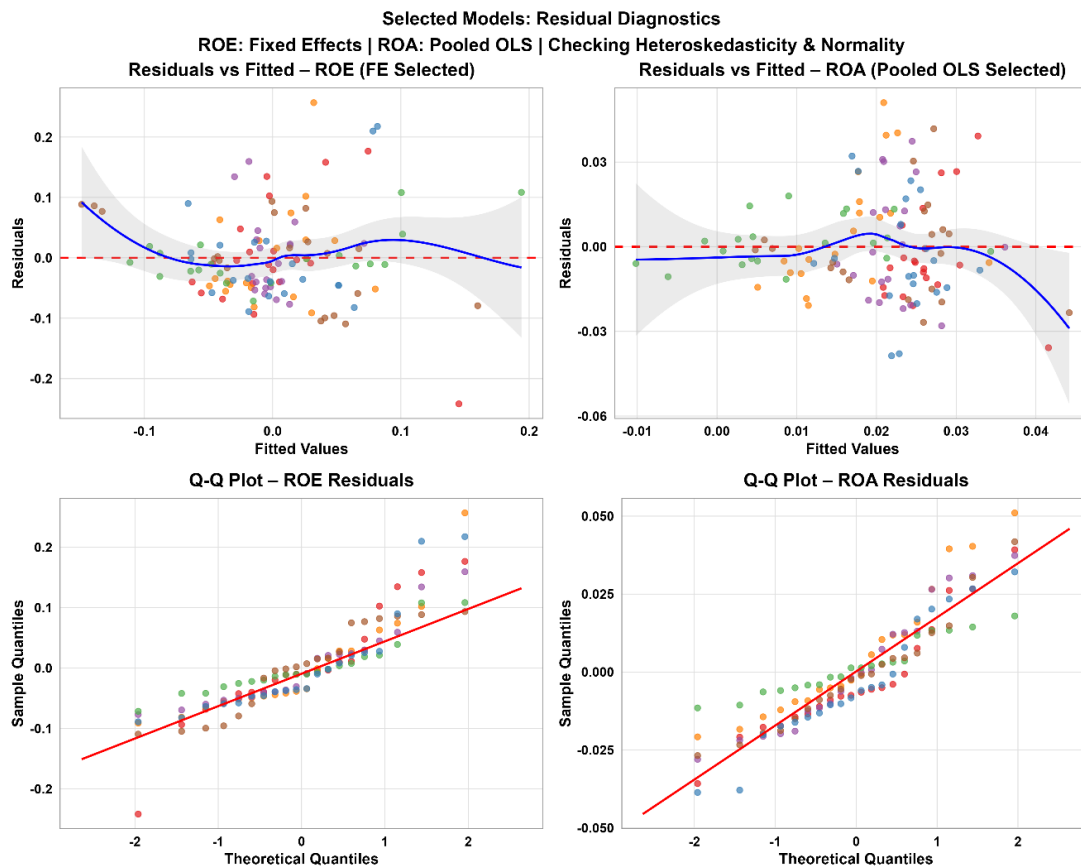 Selected Models: Residual Diagnostics
ROE: Fixed Effects | ROA: Pooled OLS | Checking Heteroskedasticity & Normality
Residuals vs Fitted – ROE (FE Selected)
0.2
0.1
0.0
-0.1
-0.2
Residuals
-0.1
0.0
0.1
0.2
Fitted Values
Residuals vs Fitted – ROA (Pooled OLS Selected)
0.03
0.00
-0.03
-0.06
Residuals
-0.01
0.00
0.01
0.02
0.03
0.04
Fitted Values
Q-Q Plot – ROE Residuals
0.2
0.1
0.0
-0.1
-0.2
Sample Quantiles
-2
-1
0
1
2
Theoretical Quantiles
Q-Q Plot – ROA Residuals
0.050
0.025
0.000
-0.025
-0.050
Sample Quantiles
-2
-1
0
1
2
Theoretical Quantiles